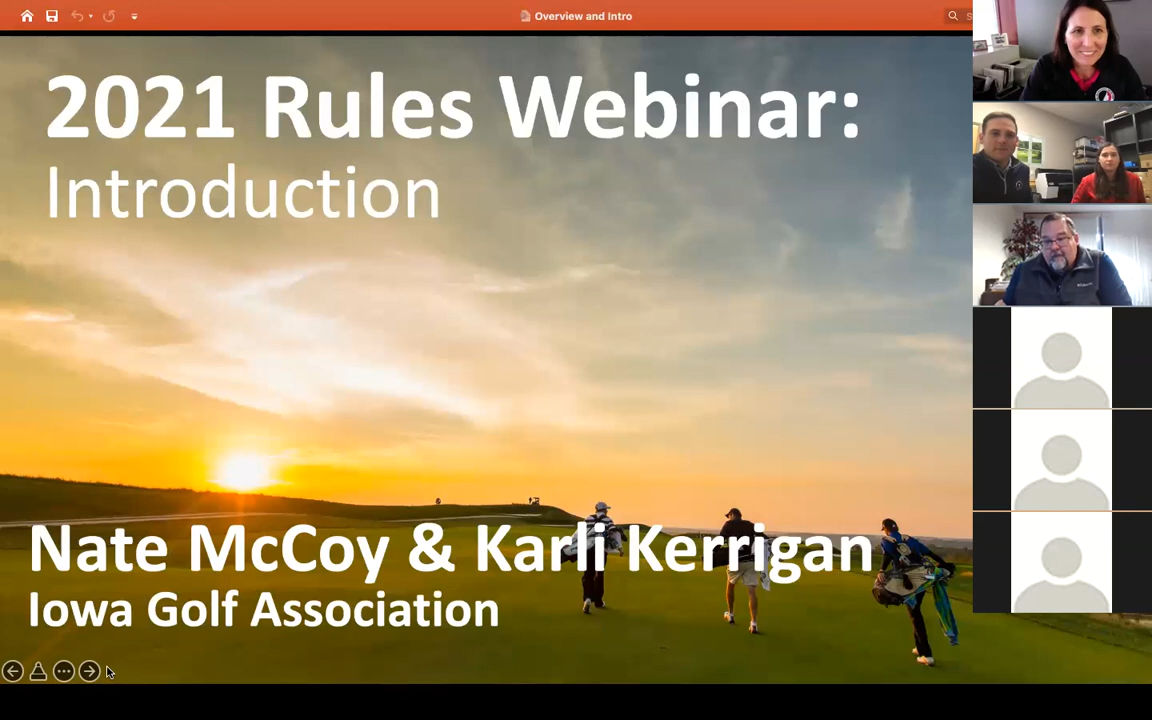 Overview and Intro
2021 Rules Webinar:
Introduction
Nate McCoy & Karli Kerrigan
Iowa Golf Association